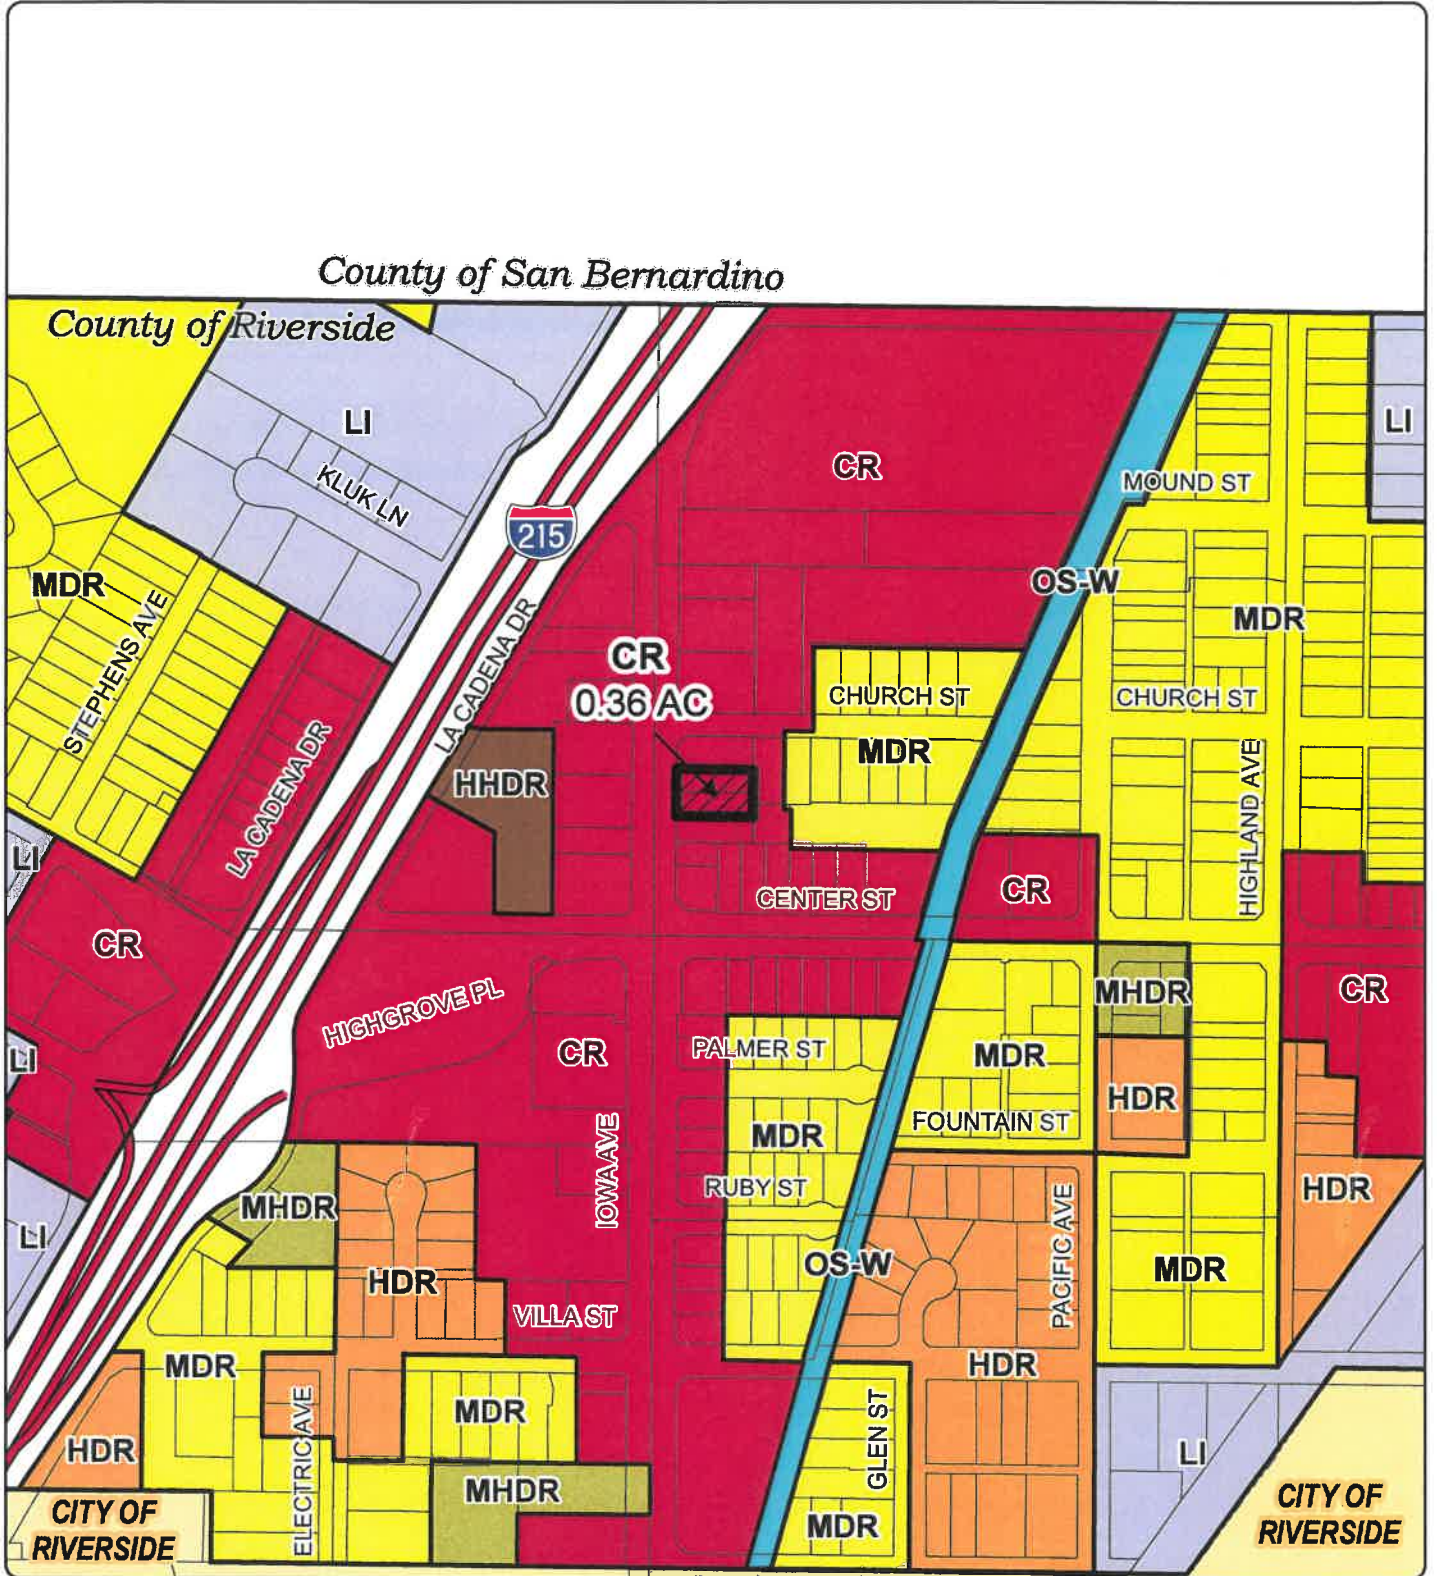 County of San Bernardino
County of Riverside
LI
LI
KLUK LN
CR
MOUND ST
215
MDR
OS-W
STEPHENS AVE
LA CADENA DR
MDR
CR
0.36 AC
CHURCH ST
CHURCH ST
LA CADENA DR
HHDR
MDR
HIGHLAND AVE
LI
CENTER ST
CR
CR
HIGHGROVE PL
MHDR
CR
LI
CR
PALMER ST
MDR
HDR
IOWA AVE
MDR
FOUNTAIN ST
MHDR
RUBY ST
PACIFIC AVE
HDR
LI
HDR
OS-W
MDR
VILLA ST
MDR
HDR
ELECTRIC AVE
MDR
GLEN ST
HDR
LI
MHDR
CITY OF
RIVERSIDE
MDR
CITY OF
RIVERSIDE